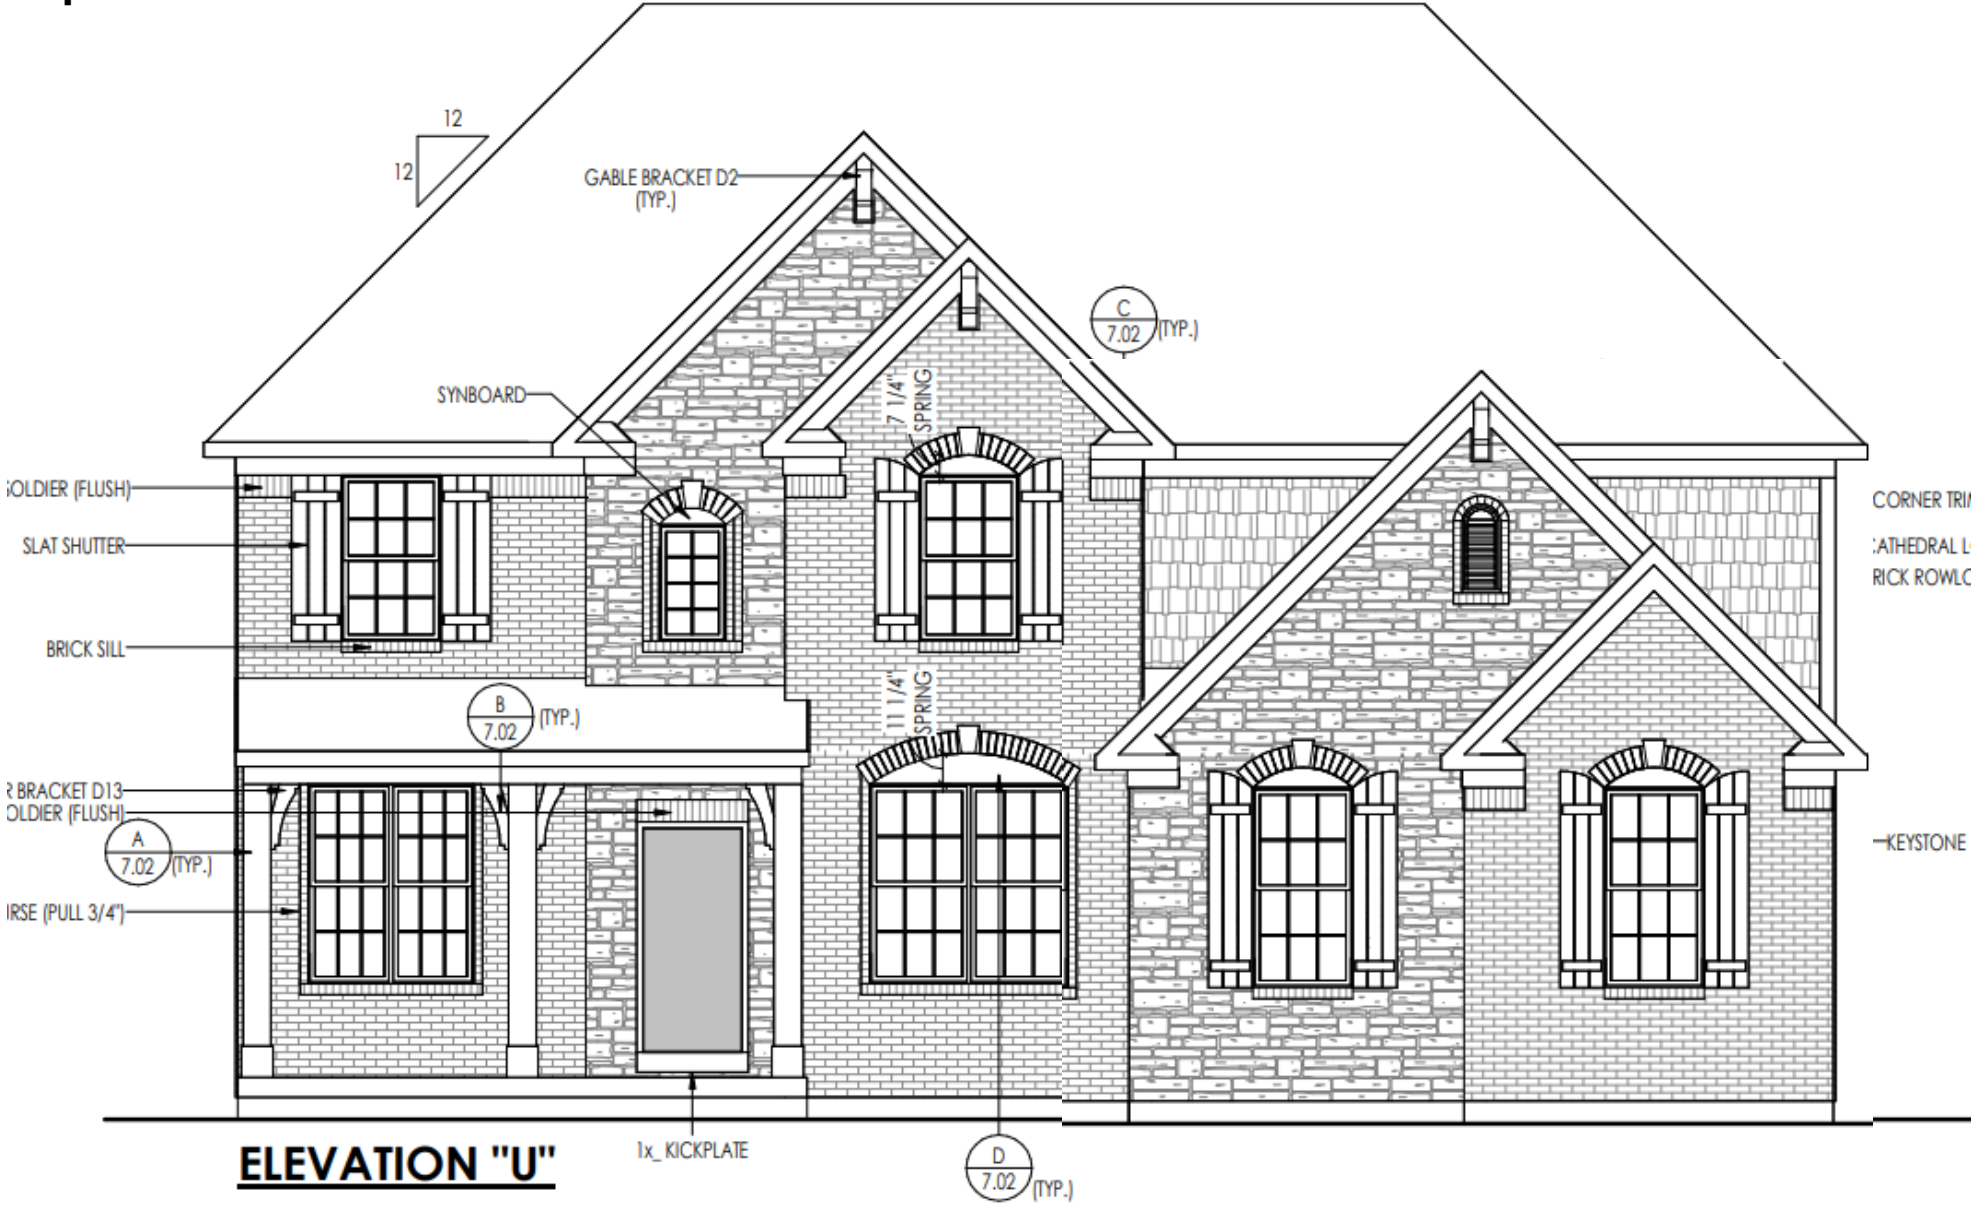 12
12
GABLE BRACKET D2
(TYP.)
C
7.02
(TYP.)
SYNBOARD
7 1/4"
SPRING
SOLDIER (FLUSH)
CORNER TRIM
SLAT SHUTTER
CATHEDRAL L
BRICK ROWLO
BRICK SILL
11 1/4"
SPRING
B
7.02
(TYP.)
R BRACKET D13
OLDIER (FLUSH)
A
7.02
(TYP.)
KEYSTONE
RSE (PULL 3/4")
1x_ KICKPLATE
ELEVATION "U"
D
7.02
(TYP.)